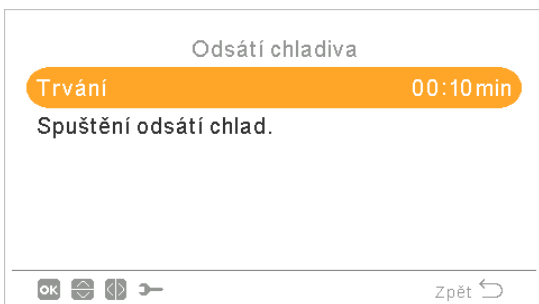 Odsátí chladiva
Trvání 00:10min
Spuštění odsátí chlad.
OK Zpět